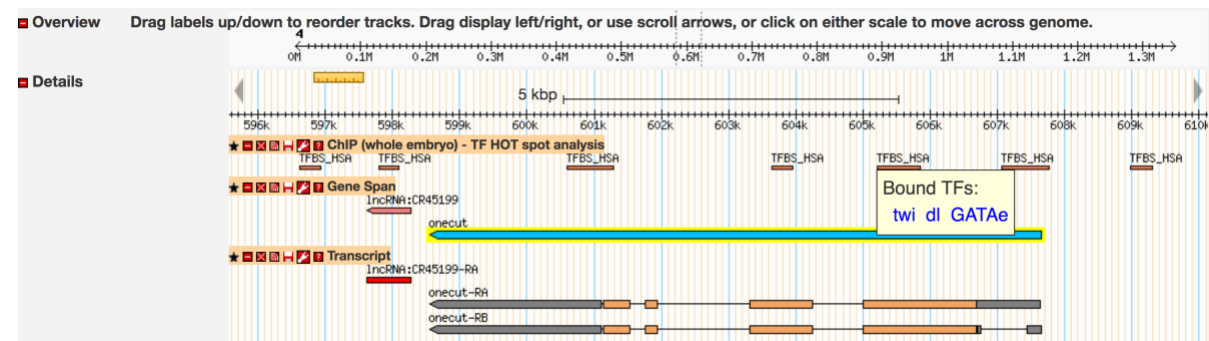 Overview Drag labels up/down to reorder tracks. Drag display left/right, or use scroll arrows, or click on either scale to move across genome.
4
0M 0.1M 0.2M 0.3M 0.4M 0.5M 0.6M 0.7M 0.8M 0.9M 1M 1.1M 1.2M 1.3M
Details
5 kbp
596k 597k 598k 599k 600k 601k 602k 603k 604k 605k 606k 607k 608k 609k 610k
ChIP (whole embryo) - TF HOT spot analysis
TFBS_HSA TFBS_HSA TFBS_HSA TFBS_HSA TFBS_HSA TFBS_HSA TFBS_HSA
Bound TFs:
twi dl GATAe
Gene Span
lncRNA:CR45199
onecut
Transcript
lncRNA:CR45199-RA
onecut-RA
onecut-RB